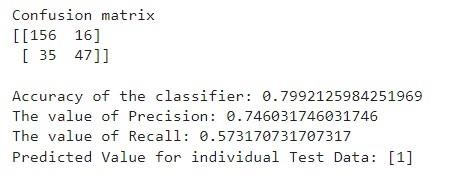 Confusion matrix
[[156  16]
 [ 35  47]]
Accuracy of the classifier: 0.7992125984251969
The value of Precision: 0.746031746031746
The value of Recall: 0.573170731707317
Predicted Value for individual Test Data: [1]